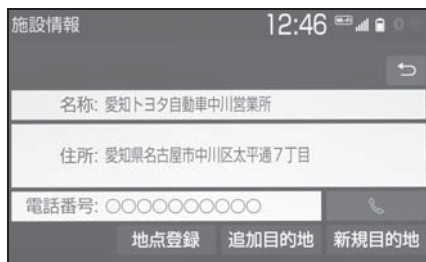 施設情報 12:46
名称: 愛知トヨタ自動車中川営業所
住所: 愛知県名古屋市中川区太平通7丁目
電話番号: ○○○○○○○○○○
地点登録 追加目的地 新規目的地